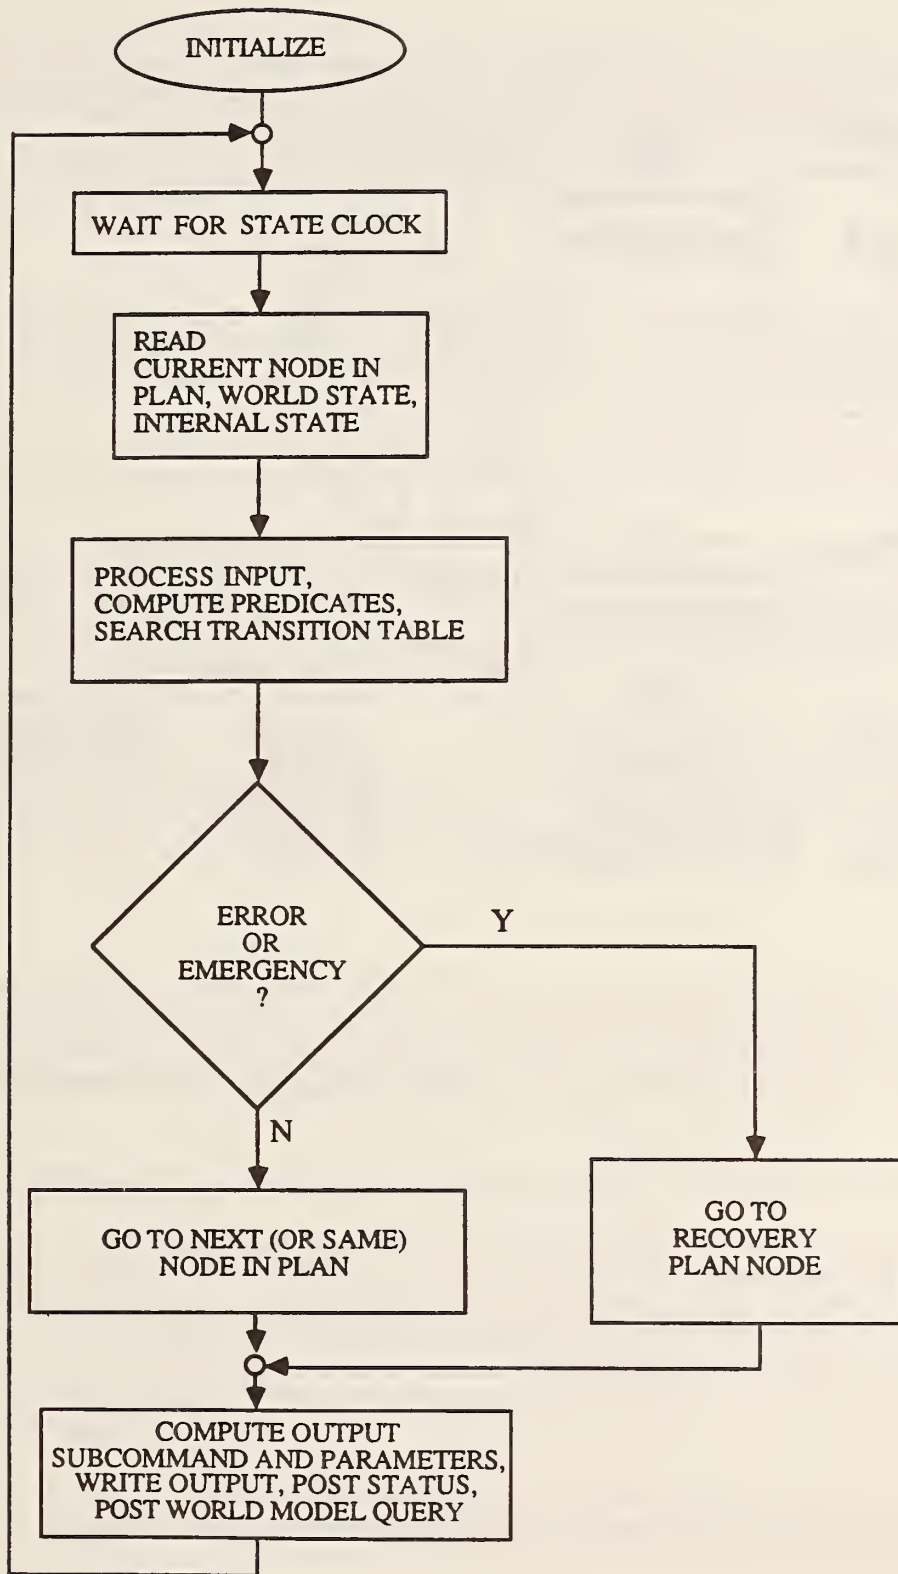 INITIALIZE
WAIT FOR STATE CLOCK
READ
CURRENT NODE IN
PLAN, WORLD STATE,
INTERNAL STATE
PROCESS INPUT,
COMPUTE PREDICATES,
SEARCH TRANSITION TABLE
ERROR
OR
EMERGENCY
?
Y
N
GO TO NEXT (OR SAME)
NODE IN PLAN
GO TO
RECOVERY
PLAN NODE
COMPUTE OUTPUT
SUBCOMMAND AND PARAMETERS,
WRITE OUTPUT, POST STATUS,
POST WORLD MODEL QUERY